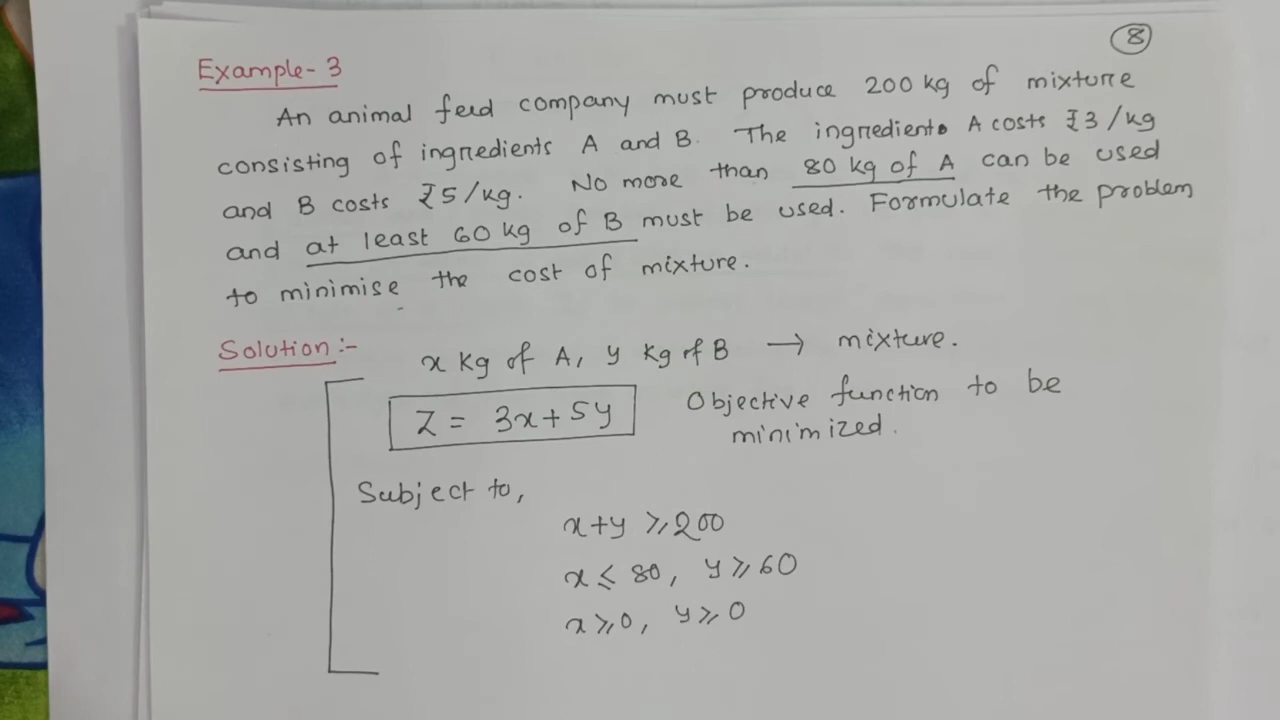 8
Example-3
An animal feed company must produce 200 kg of mixture
consisting of ingredients A and B. The ingredients A costs ₹3/kg
and B costs ₹5/kg. No more than 80 kg of A can be used
and at least 60 kg of B must be used. Formulate the problem
to minimise the cost of mixture.
Solution :-
x kg of A, y kg of B → mixture.
Z = 3x+5y Objective function to be
minimized.
Subject to,
x+y ⩾ 200
x ⩽ 80, y ⩾ 60
x ⩾ 0, y ⩾ 0